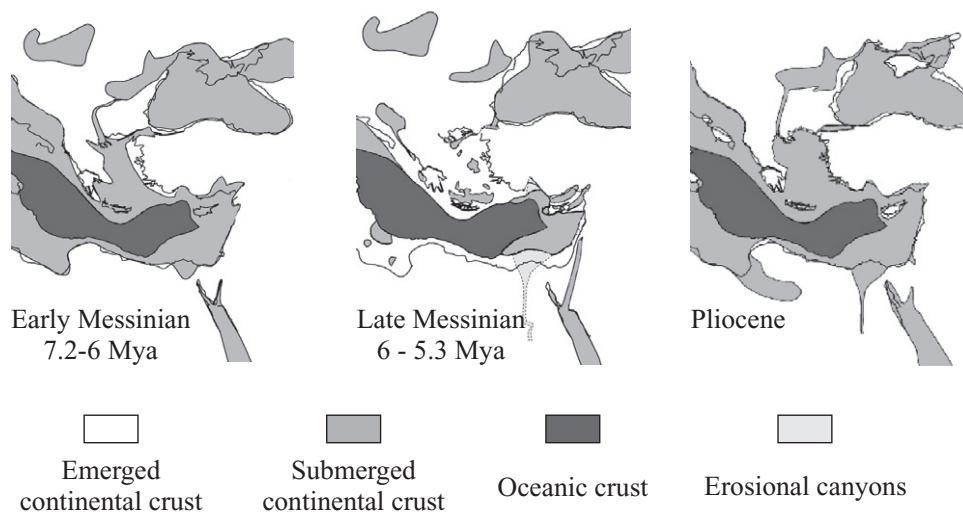 Early Messinian
7.2-6 Mya
Late Messinian
6 - 5.3 Mya
Pliocene
Emerged
continental crust
Submerged
continental crust
Oceanic crust
Erosional canyons